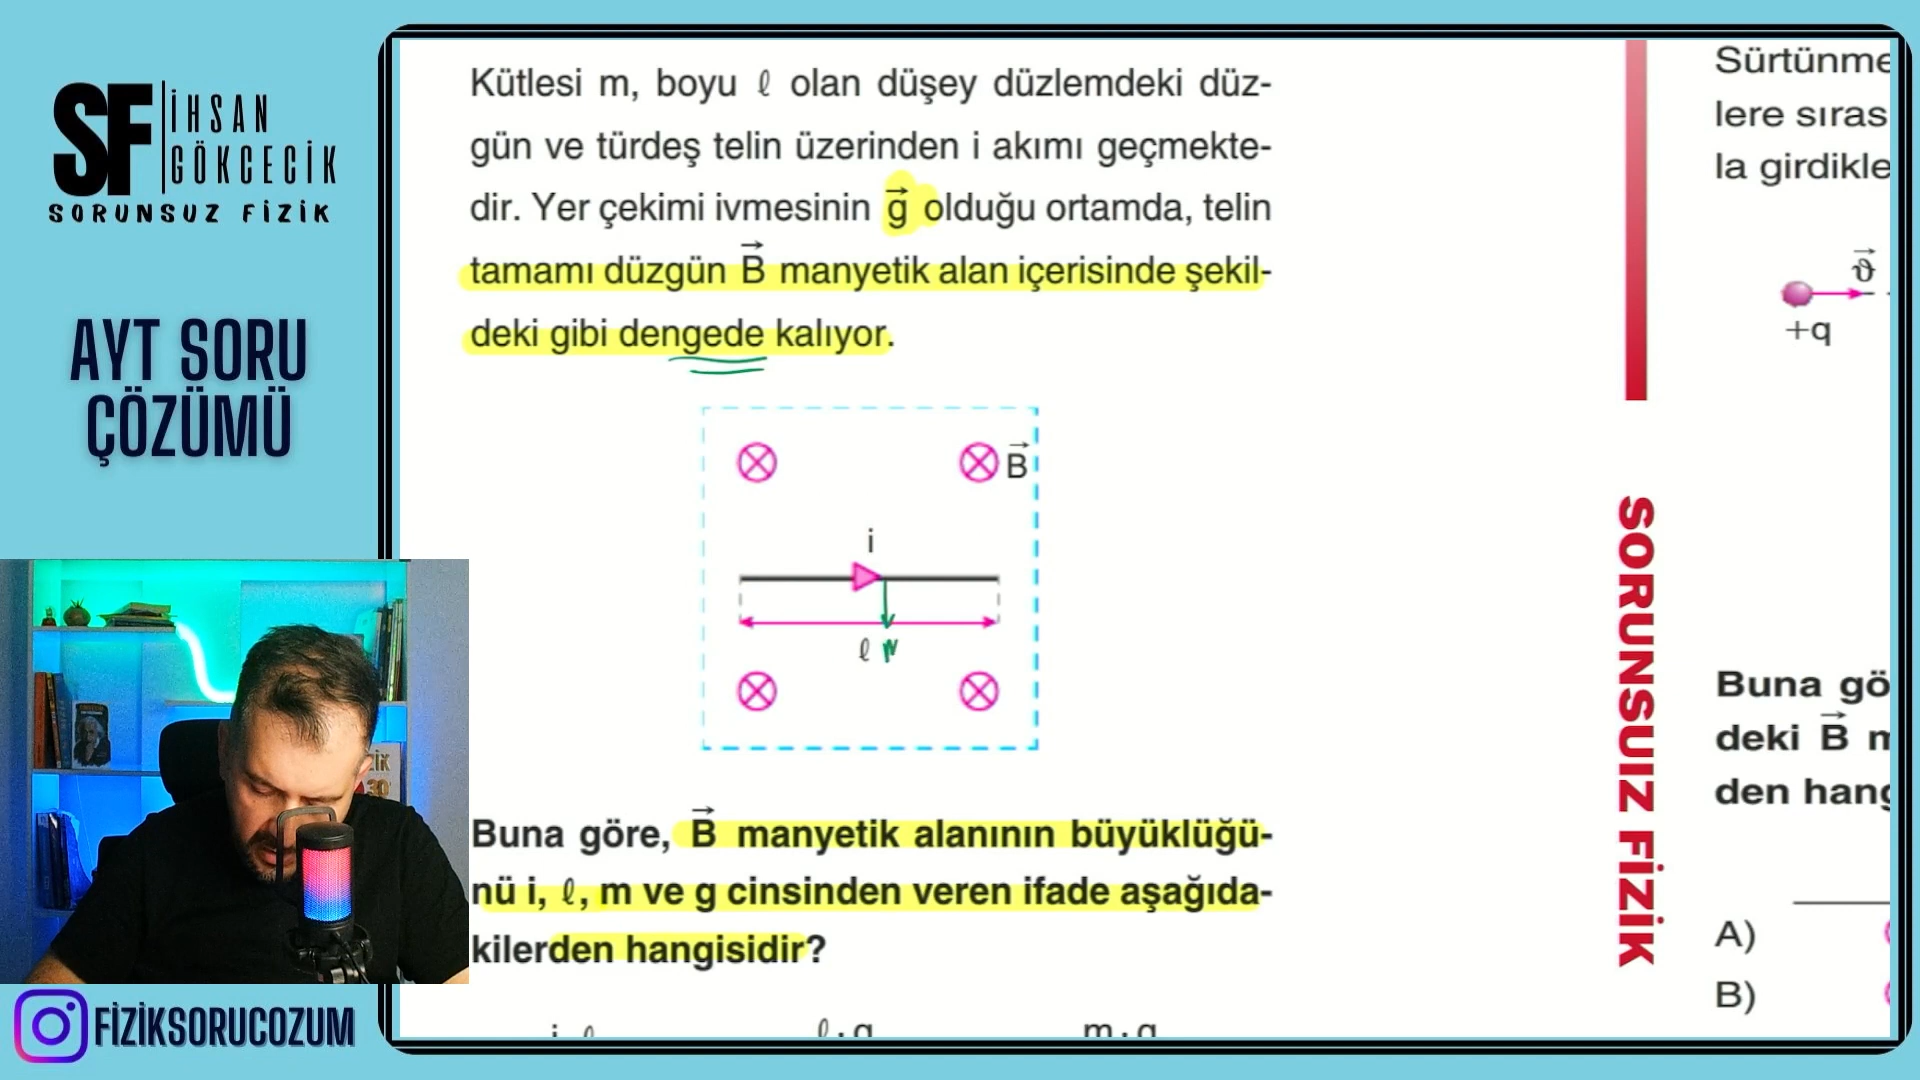 SF İHSAN
GÖKCECİK
SORUNSUZ FİZİK
AYT SORU
ÇÖZÜMÜ
Kütlesi m, boyu ℓ olan düşey düzlemdeki düz-
gün ve türdeş telin üzerinden i akımı geçmekte-
dir. Yer çekimi ivmesinin g olduğu ortamda, telin
tamamı düzgün B manyetik alan içerisinde şekil-
deki gibi dengede kalıyor.
B
i
ℓ
Buna göre, B manyetik alanının büyüklüğü-
nü i, ℓ, m ve g cinsinden veren ifade aşağıda-
kilerden hangisidir?
m . g
SORUNSUIZ FİZİK
Sürtünme
lere sıras
la girdikle
ϑ
+q
Buna gö
deki B m
den hang
A)
B)
FİZİKSORUCOZUM